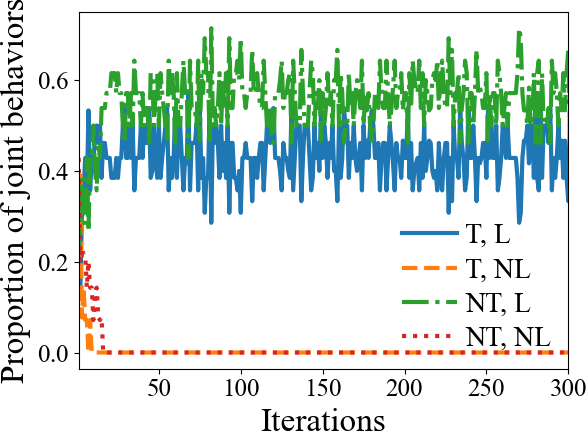 Proportion of joint behaviors
0.6
0.4
0.2
0.0
T, L
T, NL
NT, L
NT, NL
50 100 150 200 250 300
Iterations